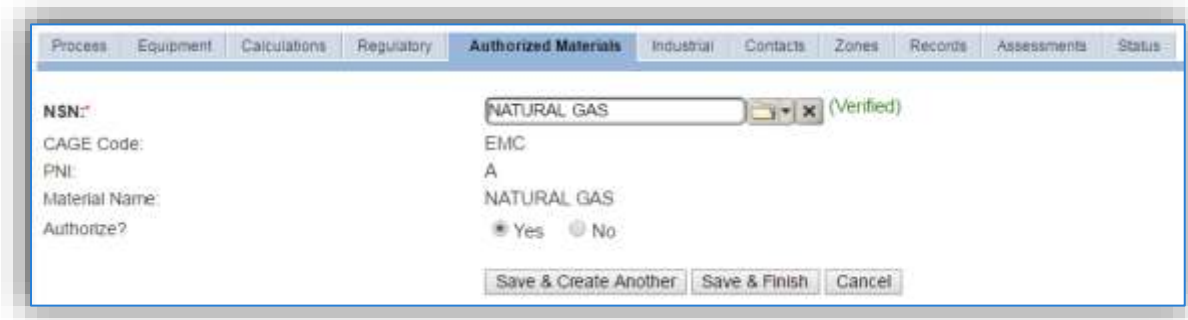 Process Equipment Calculations Regulatory Authorized Materials Industrial Contacts Zones Records Assessments Status
NSN:* NATURAL GAS (Verified)
CAGE Code: EMC
PNI: A
Material Name: NATURAL GAS
Authorize? Yes No
Save & Create Another Save & Finish Cancel